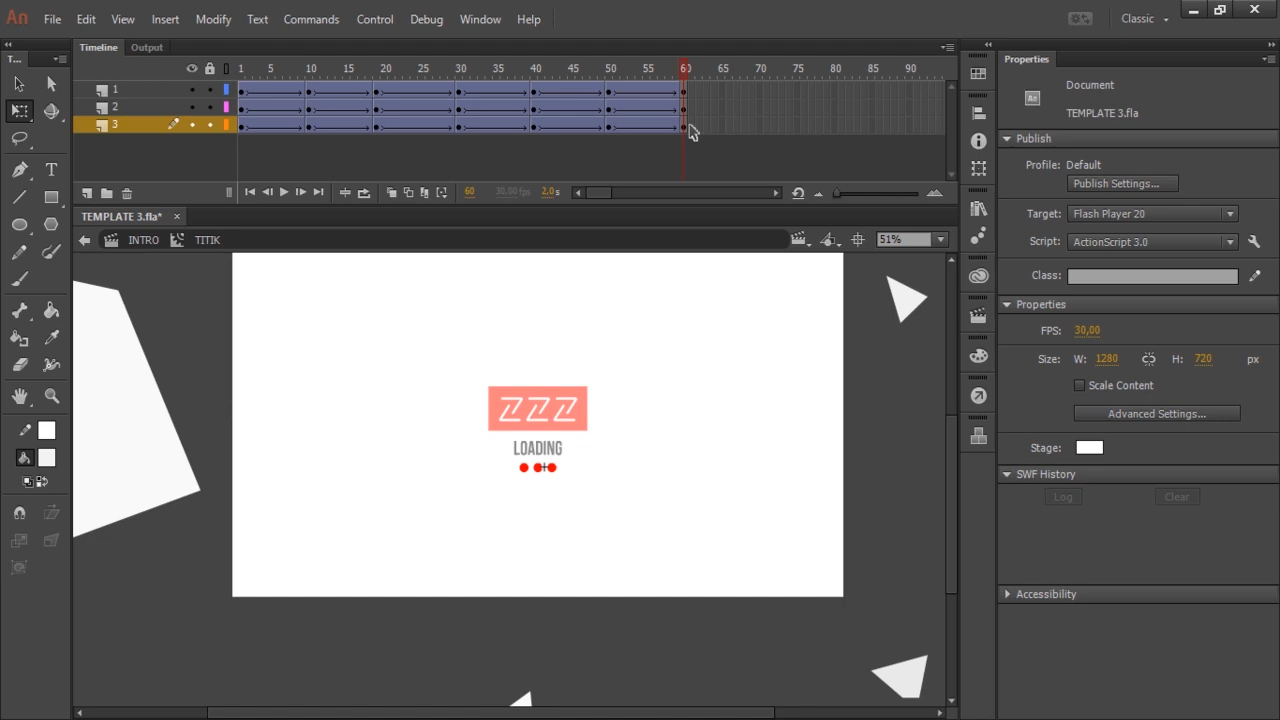 An File Edit View Insert Modify Text Commands Control Debug Window Help Classic
Timeline Output
T...
1 5 10 15 20 25 30 35 40 45 50 55 60 65 70 75 80 85 90
1
2
3
60 30,00 fps 2,0 s
TEMPLATE 3.fla* ×
INTRO TITIK 51%
ZZZ
LOADING
Properties
Document
An
TEMPLATE 3.fla
Publish
Profile: Default
Publish Settings...
Target: Flash Player 20
Script: ActionScript 3.0
Class:
Properties
FPS: 30,00
Size: W: 1280 H: 720 px
Scale Content
Advanced Settings...
Stage:
SWF History
Log Clear
Accessibility